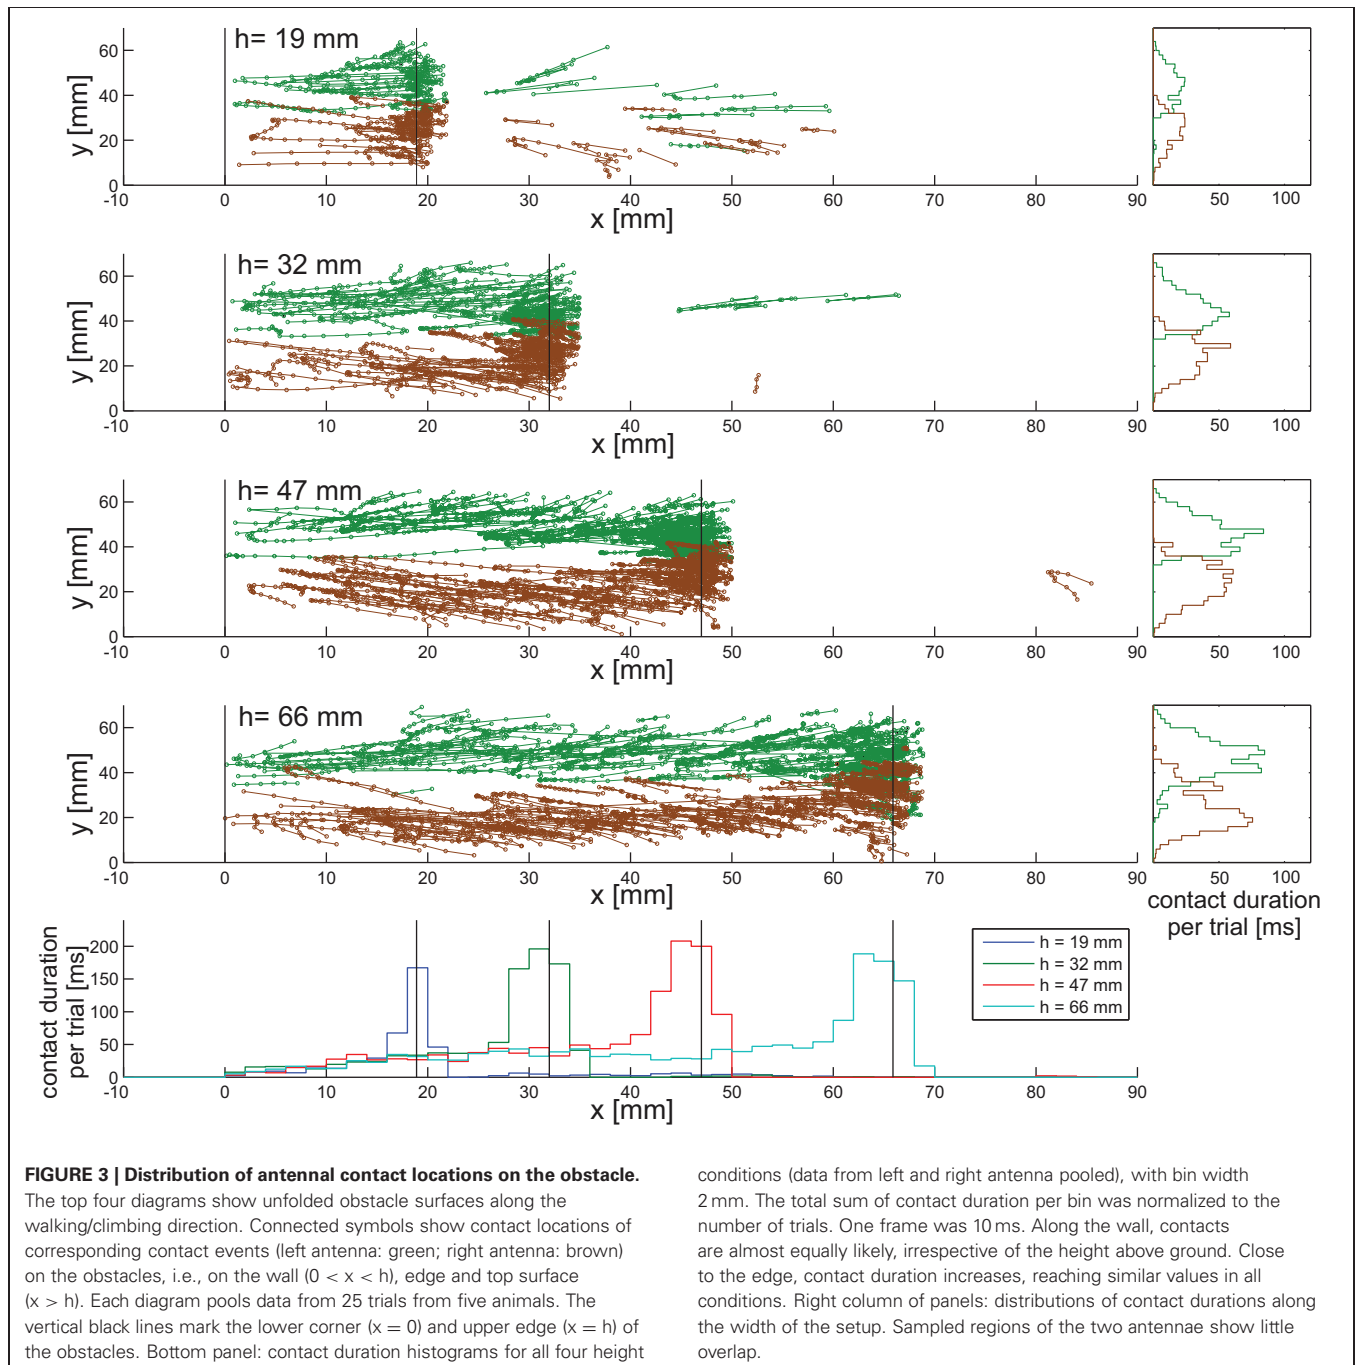 h= 19 mm
60
40
20
0
y [mm]
-10 0 10 20 30 40 50 60 70 80 90
x [mm]
50 100
h= 32 mm
60
40
20
0
y [mm]
-10 0 10 20 30 40 50 60 70 80 90
x [mm]
50 100
h= 47 mm
60
40
20
0
y [mm]
-10 0 10 20 30 40 50 60 70 80 90
x [mm]
50 100
h= 66 mm
60
40
20
0
y [mm]
-10 0 10 20 30 40 50 60 70 80 90
x [mm]
50 100
contact duration
per trial [ms]
contact duration
per trial [ms]
200
150
100
50
0
h = 19 mm
h = 32 mm
h = 47 mm
h = 66 mm
-10 0 10 20 30 40 50 60 70 80 90
x [mm]
FIGURE 3 | Distribution of antennal contact locations on the obstacle.
The top four diagrams show unfolded obstacle surfaces along the
walking/climbing direction. Connected symbols show contact locations of
corresponding contact events (left antenna: green; right antenna: brown)
on the obstacles, i.e., on the wall (0 < x < h), edge and top surface
(x > h). Each diagram pools data from 25 trials from five animals. The
vertical black lines mark the lower corner (x = 0) and upper edge (x = h) of
the obstacles. Bottom panel: contact duration histograms for all four height
conditions (data from left and right antenna pooled), with bin width
2 mm. The total sum of contact duration per bin was normalized to the
number of trials. One frame was 10 ms. Along the wall, contacts
are almost equally likely, irrespective of the height above ground. Close
to the edge, contact duration increases, reaching similar values in all
conditions. Right column of panels: distributions of contact durations along
the width of the setup. Sampled regions of the two antennae show little
overlap.